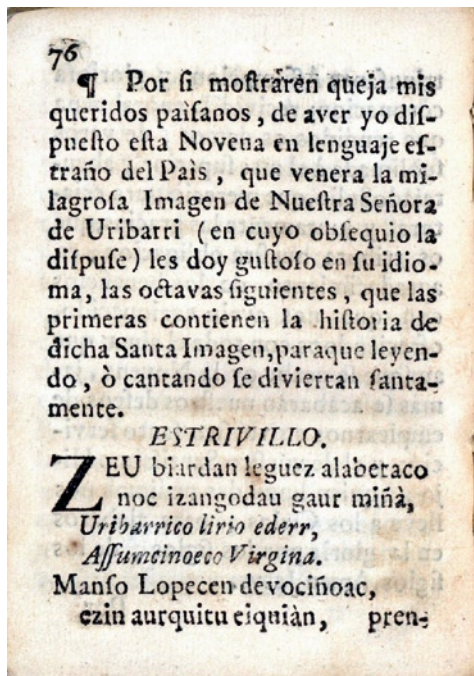 76
¶ Por ſi moſtràren queja mis
queridos paìſanos, de aver yo diſ-
pueſto eſta Novena en lenguaje eſ-
traño del Paìs, que venera la mi-
lagroſa Imagen de Nueſtra Señora
de Uribarri (en cuyo obſequio la
diſpuſe) les doy guſtoſo en ſu idio-
ma, las octavas ſiguientes, que las
primeras contienen la hiſtoria de
dicha Santa Imagen, paraque leyen-
do, ò cantando ſe diviertan ſanta-
mente.
ESTRIVILLO.
ZEU biardan leguez alabetaco
noc izangodau gaur miñà,
Uribarrico lirio ederr,
Aſſumcinoeco Virgina.
Manſo Lopecen devociñoac,
ezin aurquitu eiquiàn, pren-